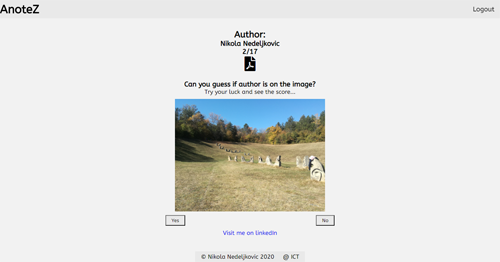 AnoteZ
Logout
Author:
Nikola Nedeljkovic
2/17
Can you guess if author is on the image?
Try your luck and see the score...
Yes
No
Visit me on linkedIn
© Nikola Nedeljkovic 2020 @ ICT